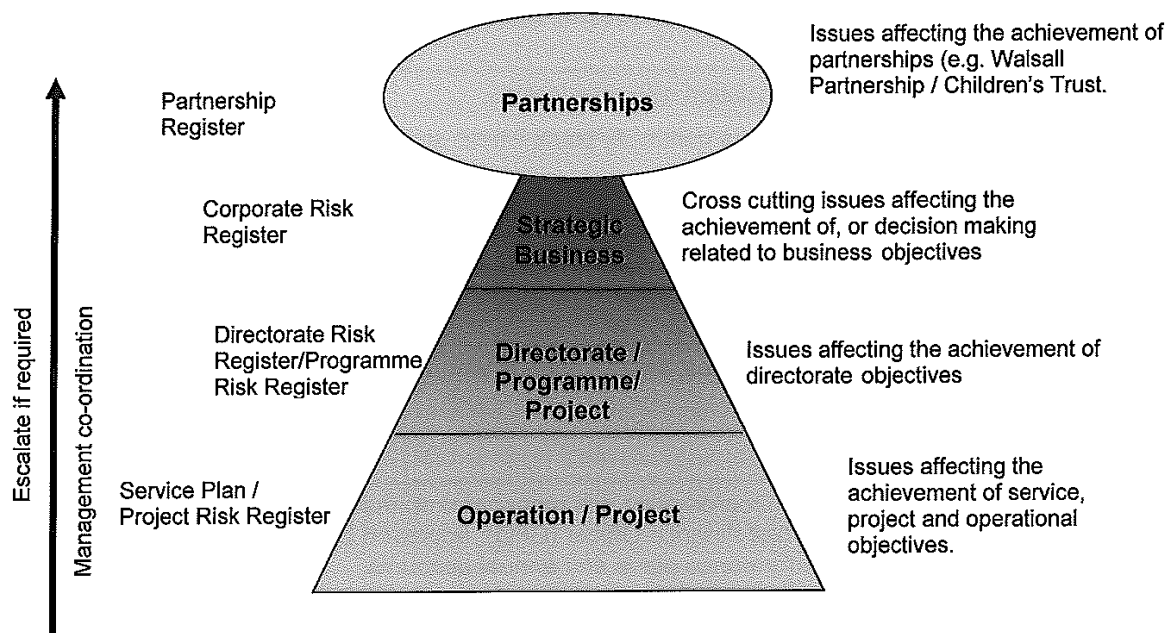 Issues affecting the achievement of
partnerships (e.g. Walsall
Partnership / Children's Trust.
Partnerships
Partnership
Register
Corporate Risk
Register
Strategic
Business
Cross cutting issues affecting the
achievement of, or decision making
related to business objectives
Directorate Risk
Register/Programme
Risk Register
Directorate /
Programme/
Project
Issues affecting the achievement of
directorate objectives
Service Plan /
Project Risk Register
Operation / Project
Issues affecting the
achievement of service,
project and operational
objectives.
Escalate if required
Management co-ordination